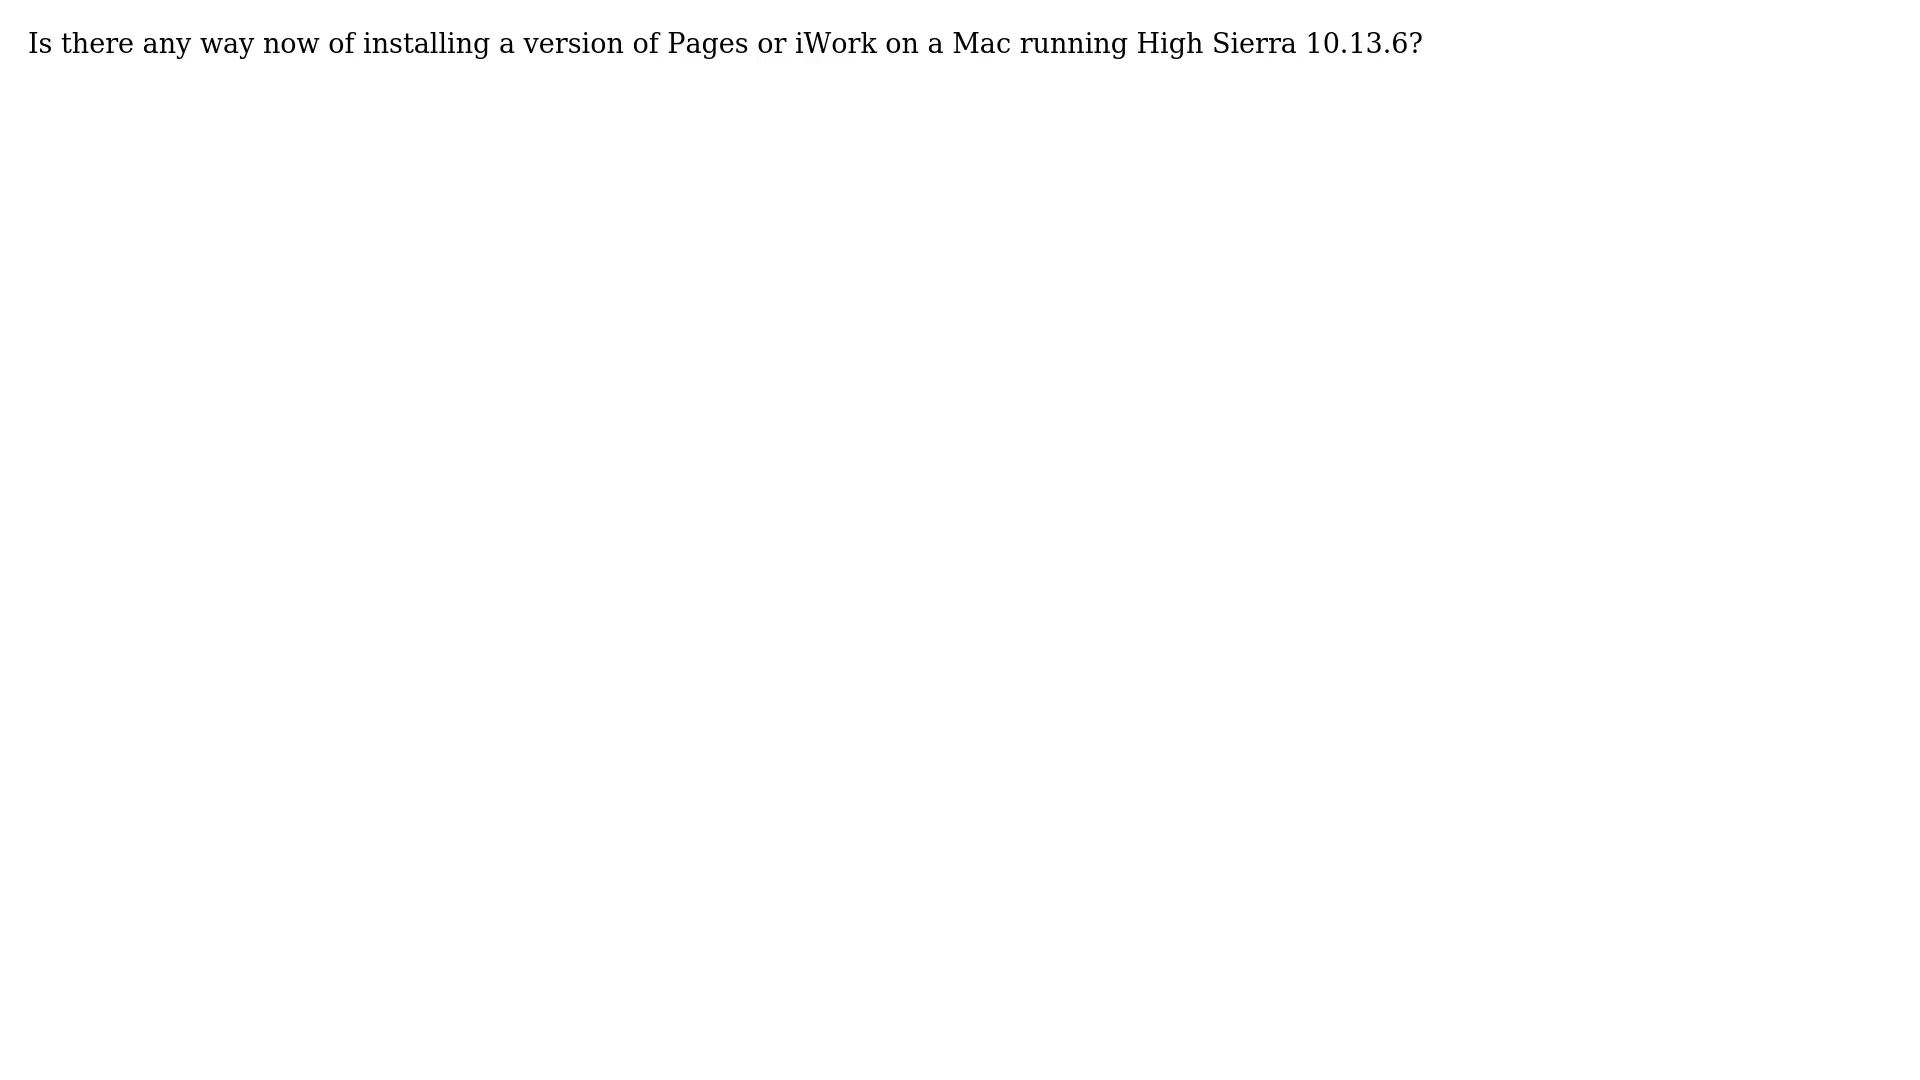 Is there any way now of installing a version of Pages or iWork on a Mac running High Sierra 10.13.6?